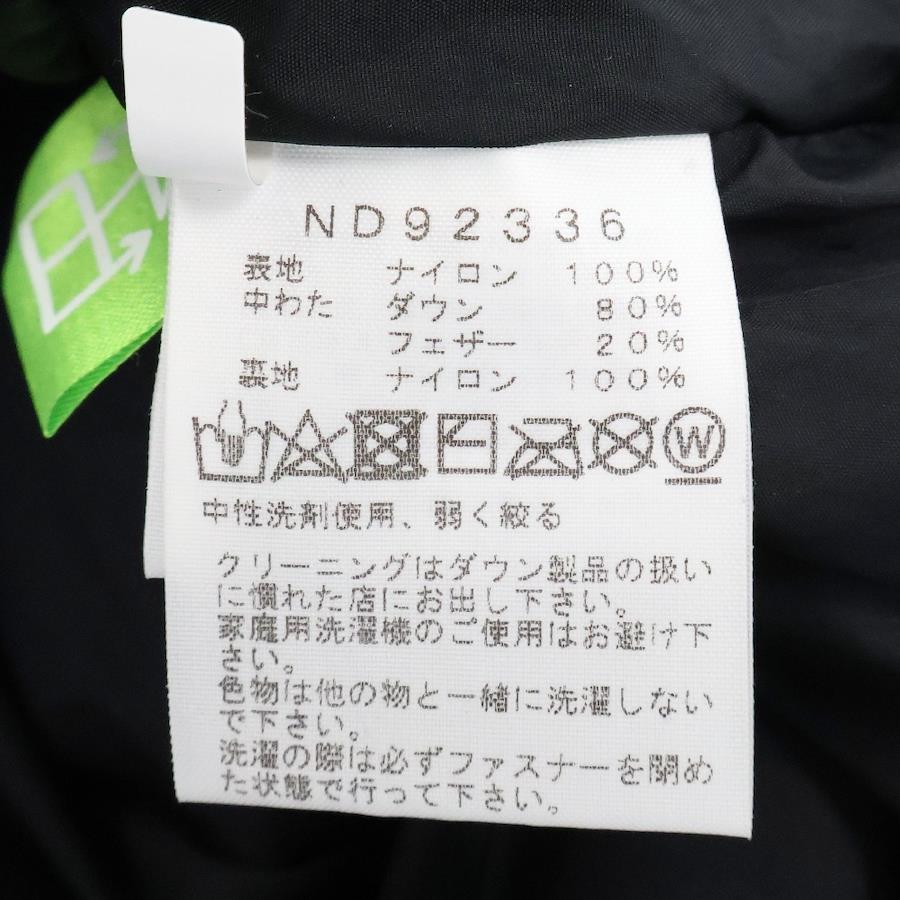 ND92336
表地 ナイロン 100%
中わた ダウン 80%
フェザー 20%
裏地 ナイロン 100%
W
中性洗剤使用、弱く絞る
クリーニングはダウン製品の扱い
に慣れた店にお出し下さい。
家庭用洗濯機のご使用はお避け下
さい。
色物は他の物と一緒に洗濯しない
で下さい。
洗濯の際は必ずファスナーを閉め
た状態で行って下さい。